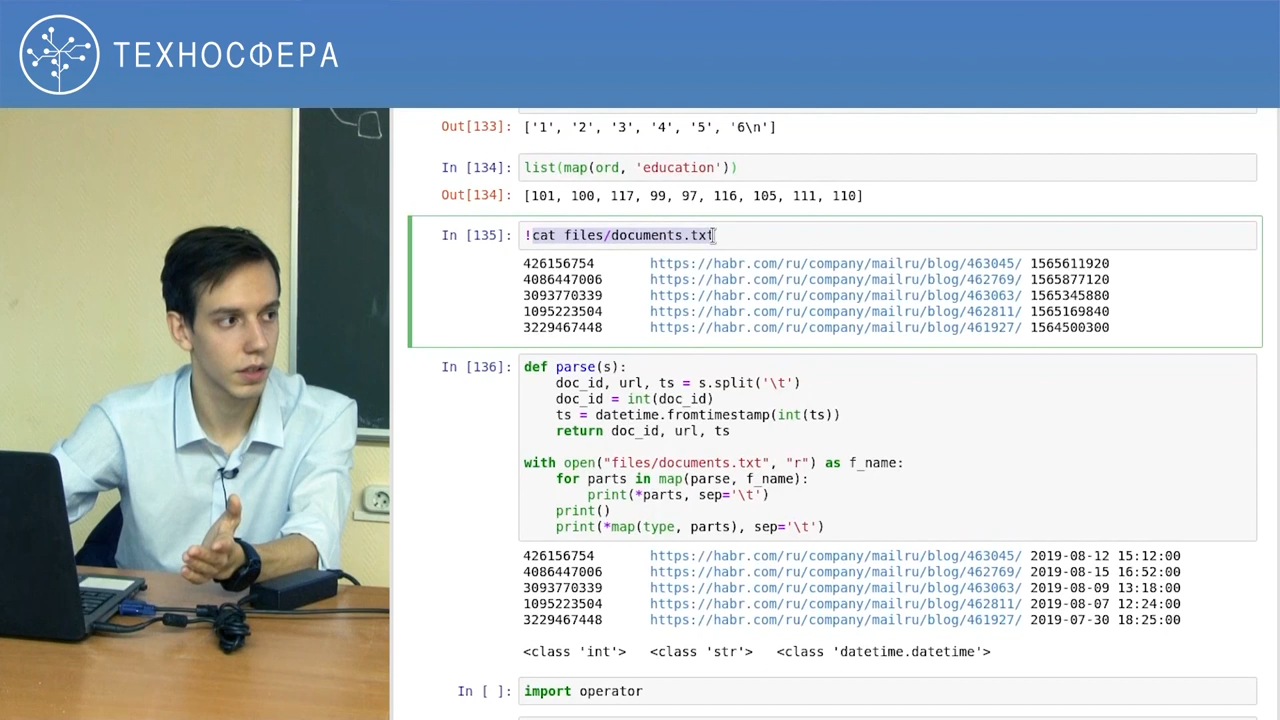 ТЕХНОСФЕРА
Out[133]: ['1', '2', '3', '4', '5', '6\n']
In [134]: list(map(ord, 'education'))
Out[134]: [101, 100, 117, 99, 97, 116, 105, 111, 110]
In [135]: !cat files/documents.txt
426156754 https://habr.com/ru/company/mailru/blog/463045/ 1565611920
4086447006 https://habr.com/ru/company/mailru/blog/462769/ 1565877120
3093770339 https://habr.com/ru/company/mailru/blog/463063/ 1565345880
1095223504 https://habr.com/ru/company/mailru/blog/462811/ 1565169840
3229467448 https://habr.com/ru/company/mailru/blog/461927/ 1564500300
In [136]: def parse(s):
doc_id, url, ts = s.split('\t')
doc_id = int(doc_id)
ts = datetime.fromtimestamp(int(ts))
return doc_id, url, ts
with open("files/documents.txt", "r") as f_name:
for parts in map(parse, f_name):
print(*parts, sep='\t')
print()
print(*map(type, parts), sep='\t')
426156754 https://habr.com/ru/company/mailru/blog/463045/ 2019-08-12 15:12:00
4086447006 https://habr.com/ru/company/mailru/blog/462769/ 2019-08-15 16:52:00
3093770339 https://habr.com/ru/company/mailru/blog/463063/ 2019-08-09 13:18:00
1095223504 https://habr.com/ru/company/mailru/blog/462811/ 2019-08-07 12:24:00
3229467448 https://habr.com/ru/company/mailru/blog/461927/ 2019-07-30 18:25:00
<class 'int'> <class 'str'> <class 'datetime.datetime'>
In [ ]: import operator